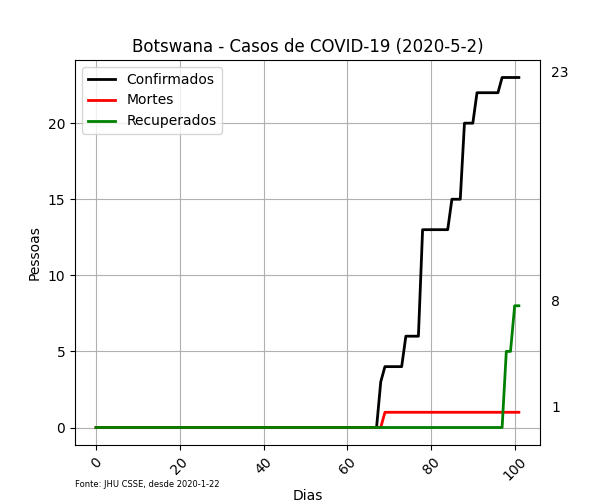 Botswana - Casos de COVID-19 (2020-5-2)
Confirmados
Mortes
Recuperados
23
8
1
20
15
10
5
0
Pessoas
0
20
40
60
80
100
Fonte: JHU CSSE, desde 2020-1-22
Dias